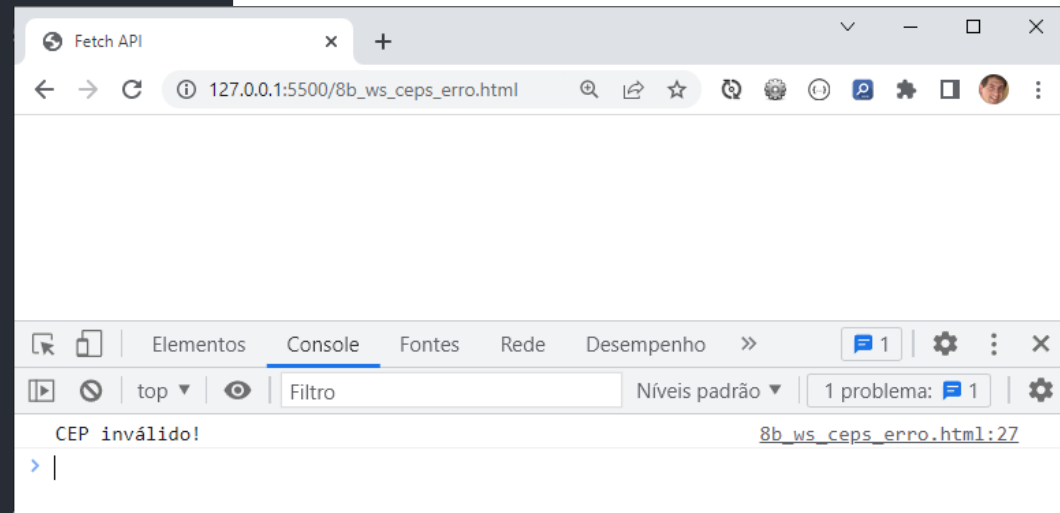 Fetch API
127.0.0.1:5500/8b_ws_ceps_erro.html
Elementos Console Fontes Rede Desempenho 1
top Filtro Níveis padrão 1 problema: 1
CEP inválido! 8b_ws_ceps_erro.html:27